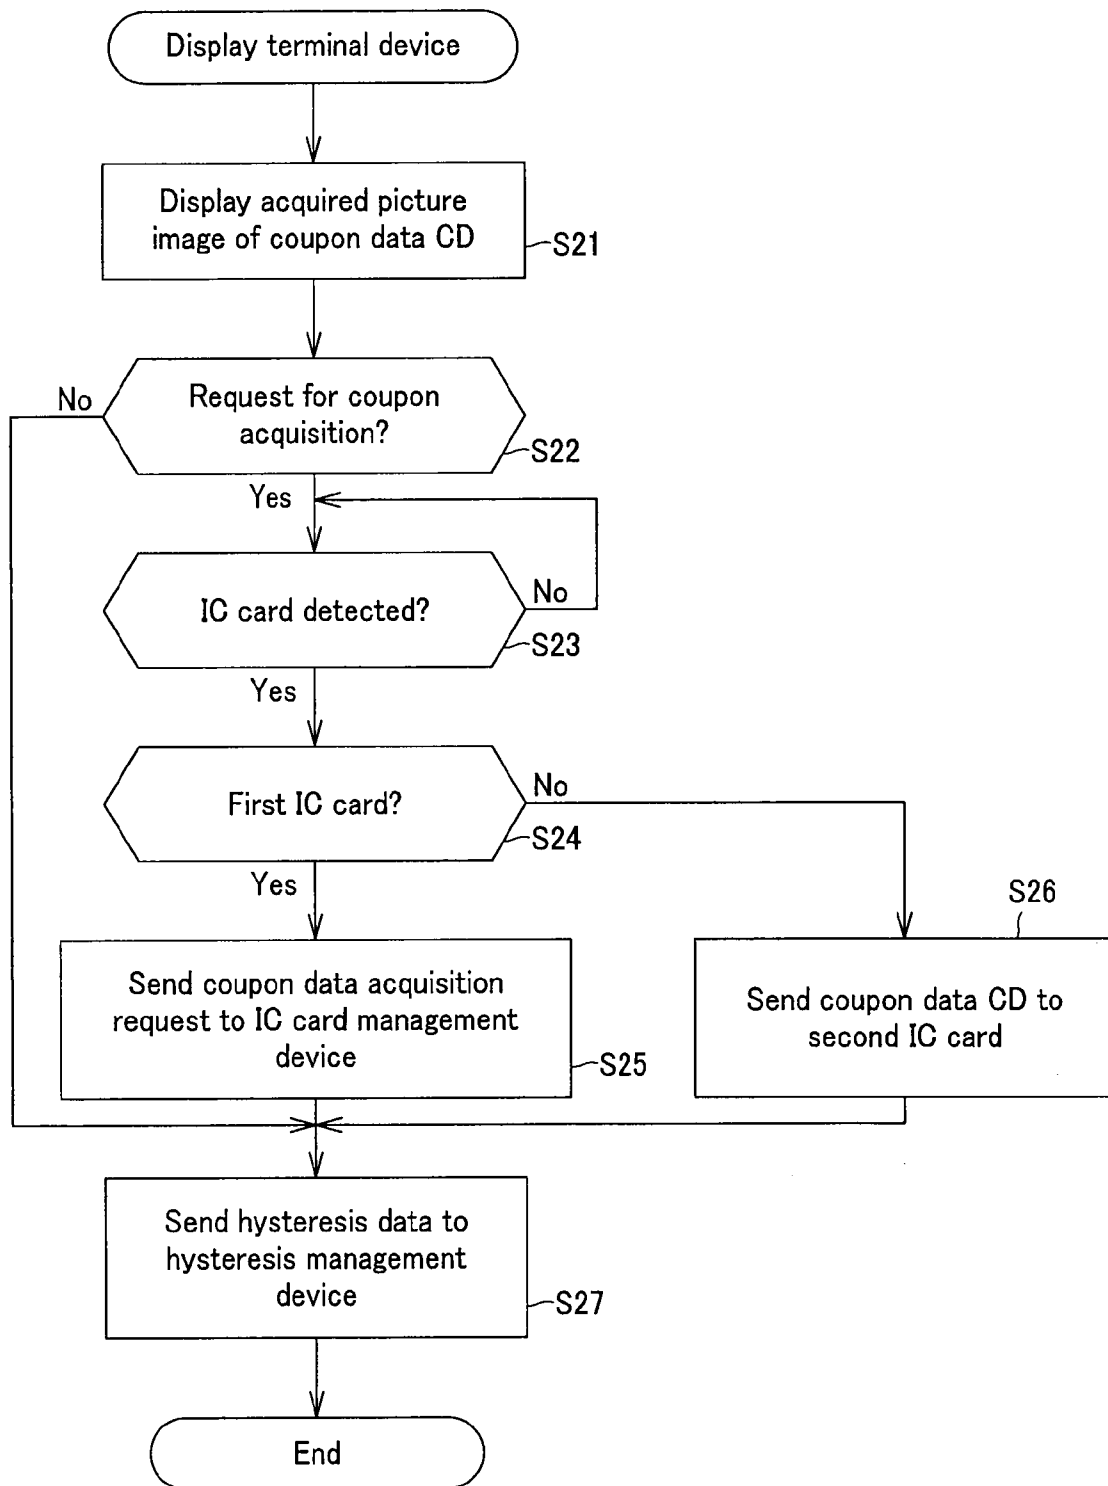 Display terminal device
Display acquired picture
image of coupon data CD
S21
Request for coupon
acquisition?
No
S22
Yes
IC card detected?
No
S23
Yes
First IC card?
No
S24
Yes
S26
Send coupon data acquisition
request to IC card management
device
S25
Send coupon data CD to
second IC card
Send hysteresis data to
hysteresis management
device
S27
End